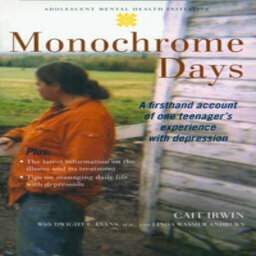 ADOLESCENT MENTAL HEALTH INITIATIVE
Monochrome
Days
A firsthand account
of one teenager's
experience
with depression
Plus:
• The latest information on the
illness and its treatment
• Tips on managing daily life
with depression
CAIT IRWIN
WITH DWIGHT L. EVANS, M.D., AND LINDA WASMER ANDREWS